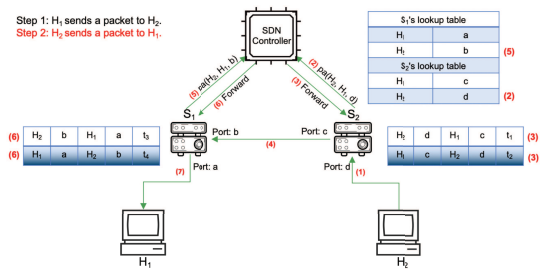 Step 1: H1 sends a packet to H2.
Step 2: H2 sends a packet to H1.
SDN
Controller
S1's lookup table
H1 a
H2 b
(5)
S2's lookup table
H1 c
H2 d
(2)
(5) pa(H2, H1, b)
(6) Forward
(2) pa(H2, H1, d)
(3) Forward
S1
S2
(6) H2 b H1 a t3
(6) H1 a H2 b t4
Port: b
Port: c
(4)
H2 d H1 c t1 (3)
H1 c H2 d t2 (3)
Port: a
Port: d
(7)
(1)
H1
H2